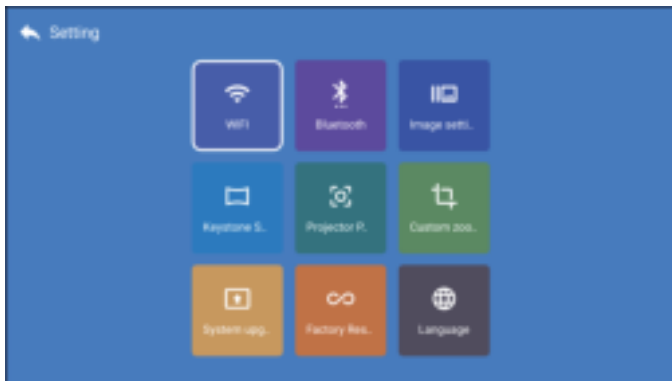 Setting
WiFi
Bluetooth
Image setti..
Keystone S..
Projector P..
Custom zoo..
System upg..
Factory Res..
Language